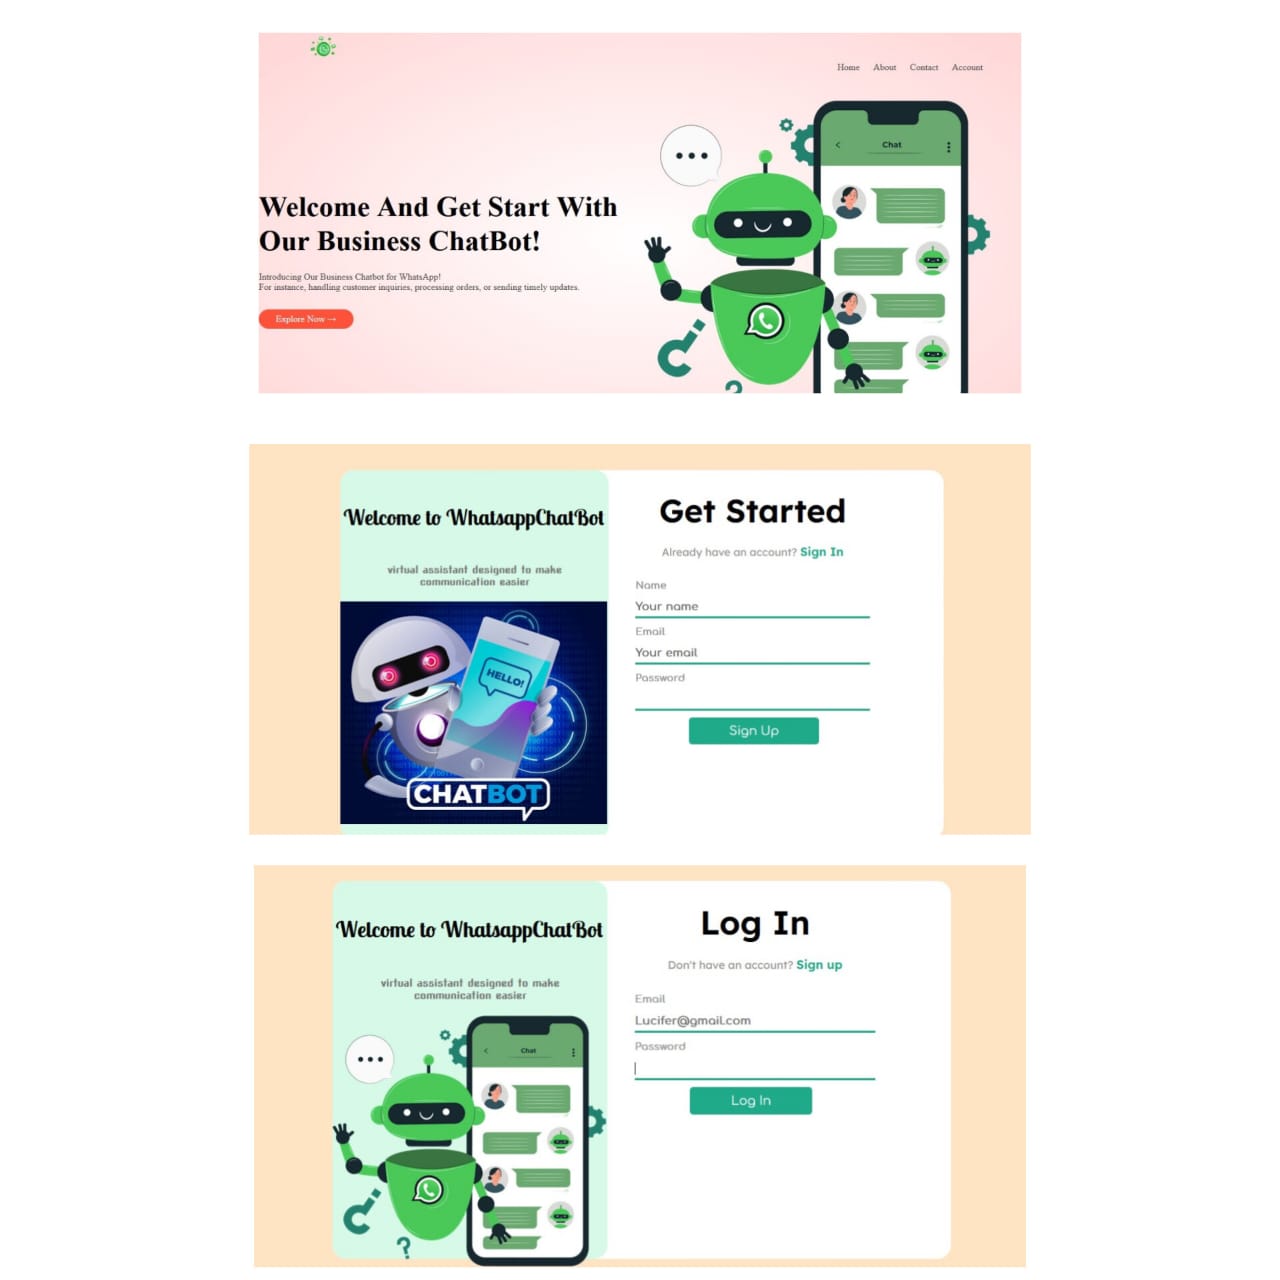 Home About Contact Account
Chat
Welcome And Get Start With
Our Business ChatBot!
Introducing Our Business Chatbot for WhatsApp!
For instance, handling customer inquiries, processing orders, or sending timely updates.
Explore Now →
Welcome to WhatsappChatBot
virtual assistant designed to make
communication easier
HELLO!
CHATBOT
Get Started
Already have an account? Sign In
Name
Your name
Email
Your email
Password
Sign Up
Welcome to WhatsappChatBot
virtual assistant designed to make
communication easier
Chat
Log In
Don't have an account? Sign up
Email
Lucifer@gmail.com
Password
Log In